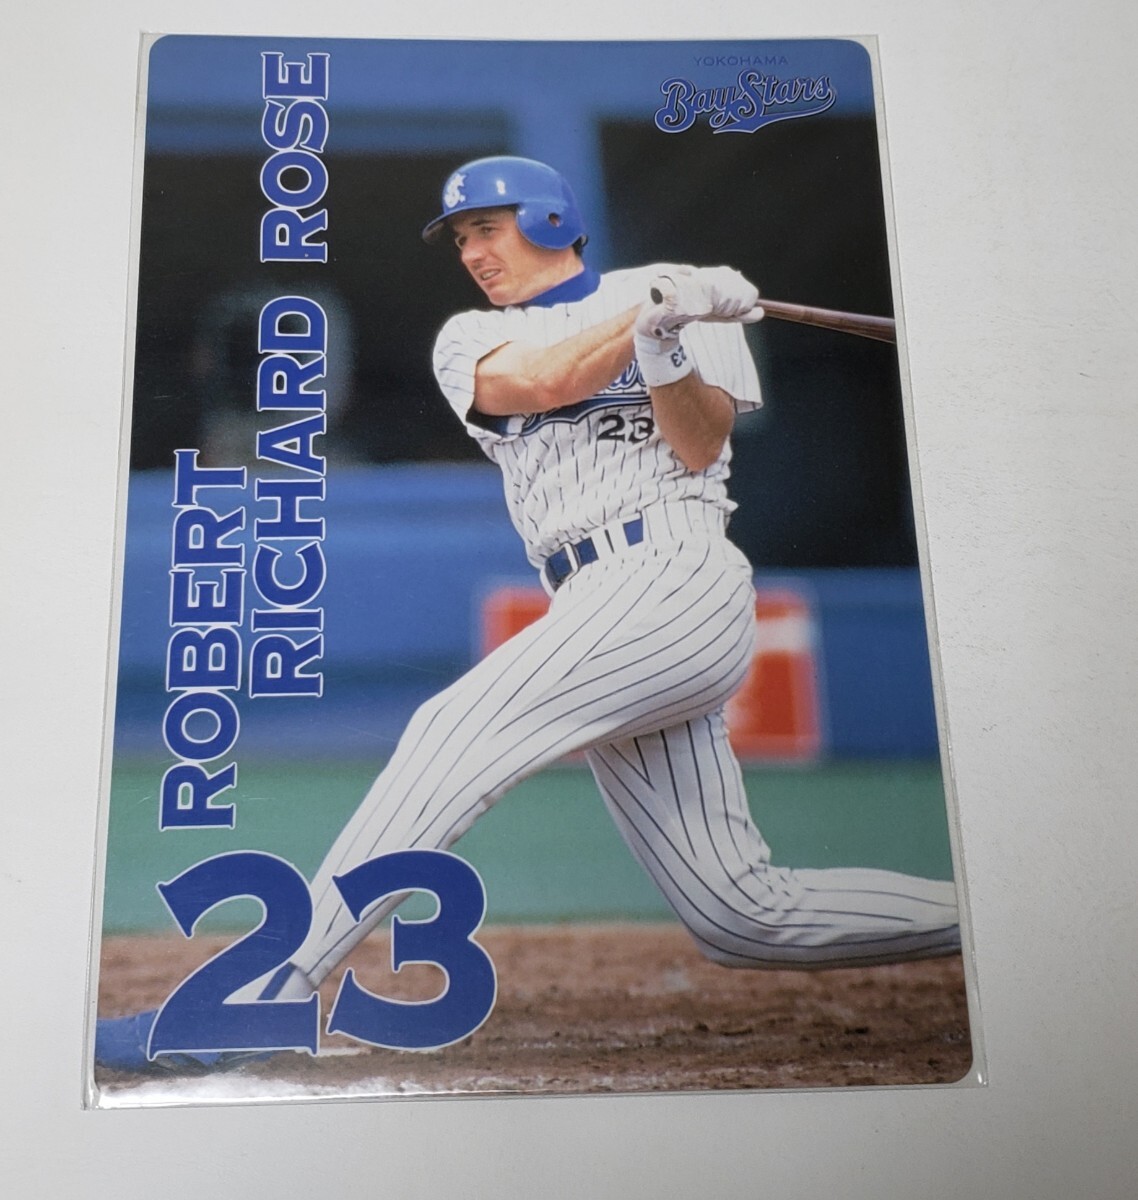 YOKOHAMA
BayStars
ROBERT
RICHARD ROSE
23
23
23